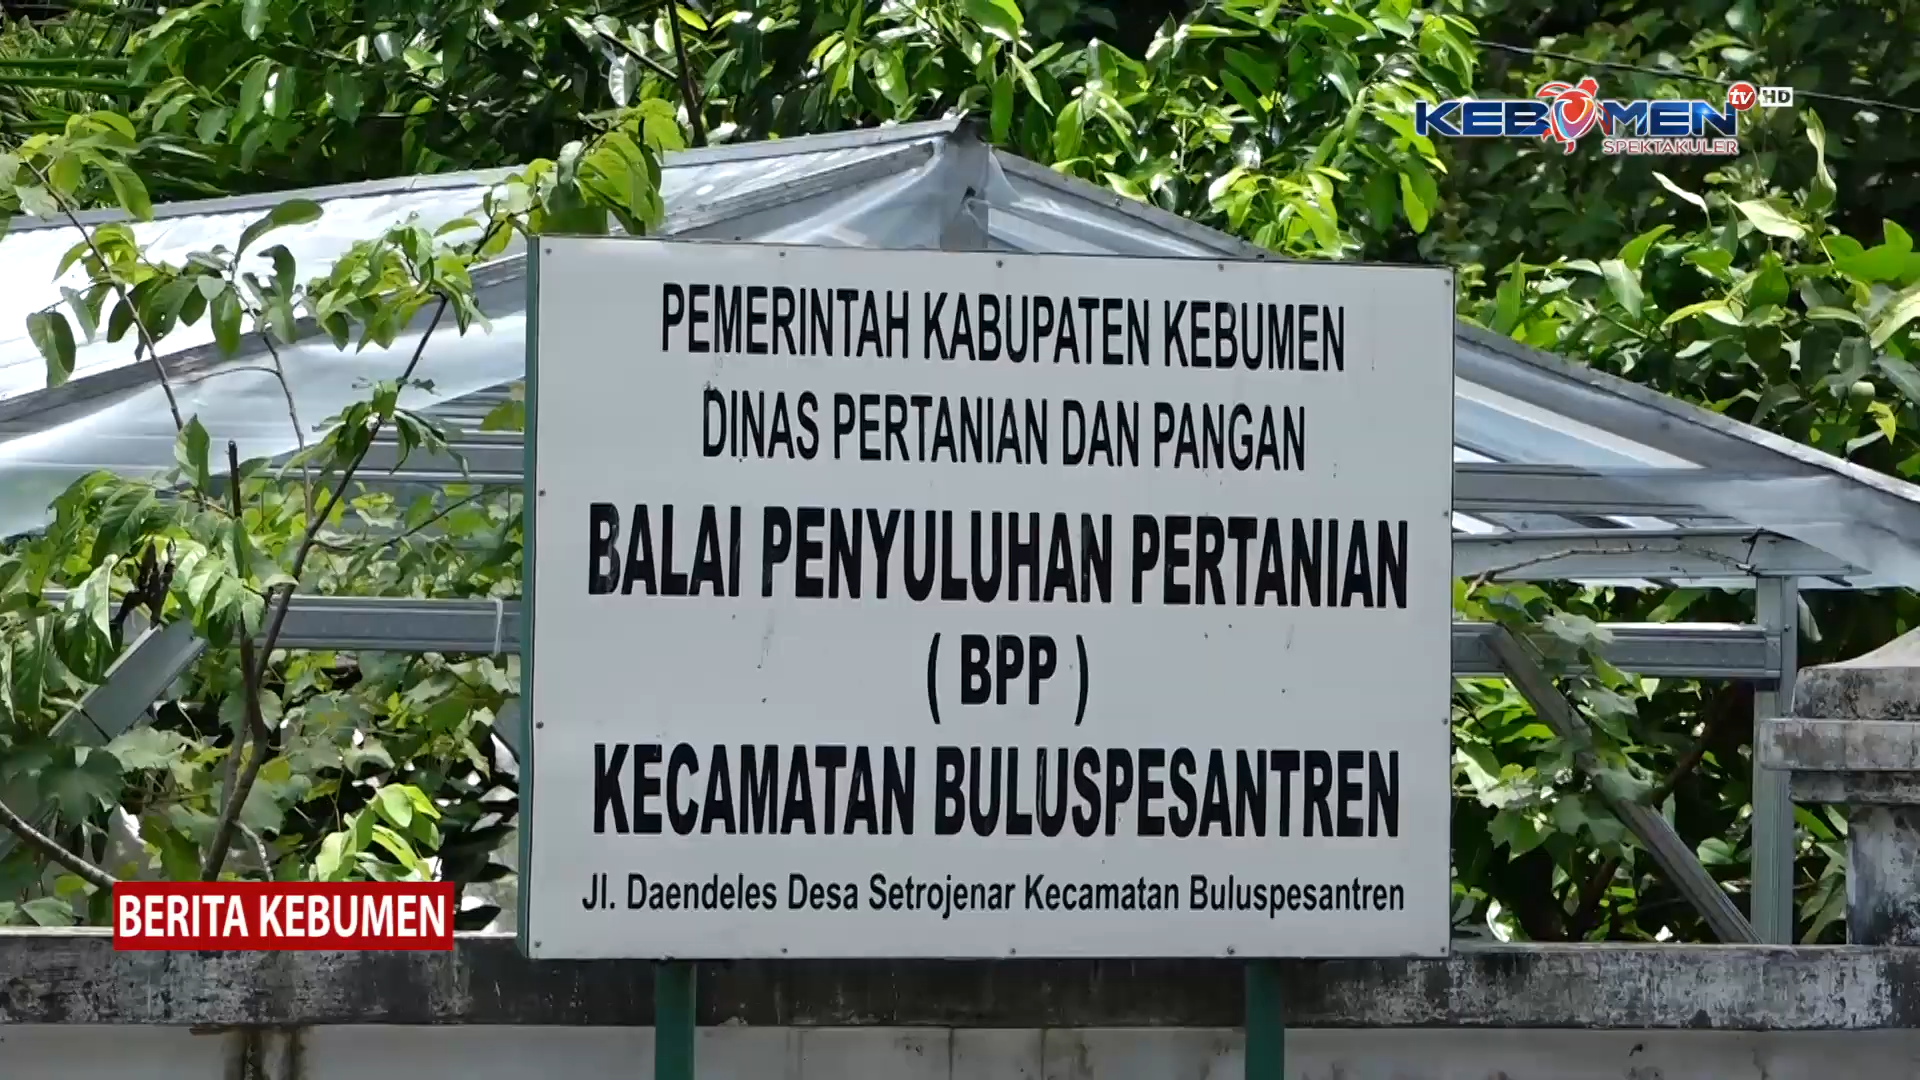 KEBUMEN tv HD
SPEKTAKULER
PEMERINTAH KABUPATEN KEBUMEN
DINAS PERTANIAN DAN PANGAN
BALAI PENYULUHAN PERTANIAN
( BPP )
KECAMATAN BULUSPESANTREN
Jl. Daendeles Desa Setrojenar Kecamatan Buluspesantren
BERITA KEBUMEN